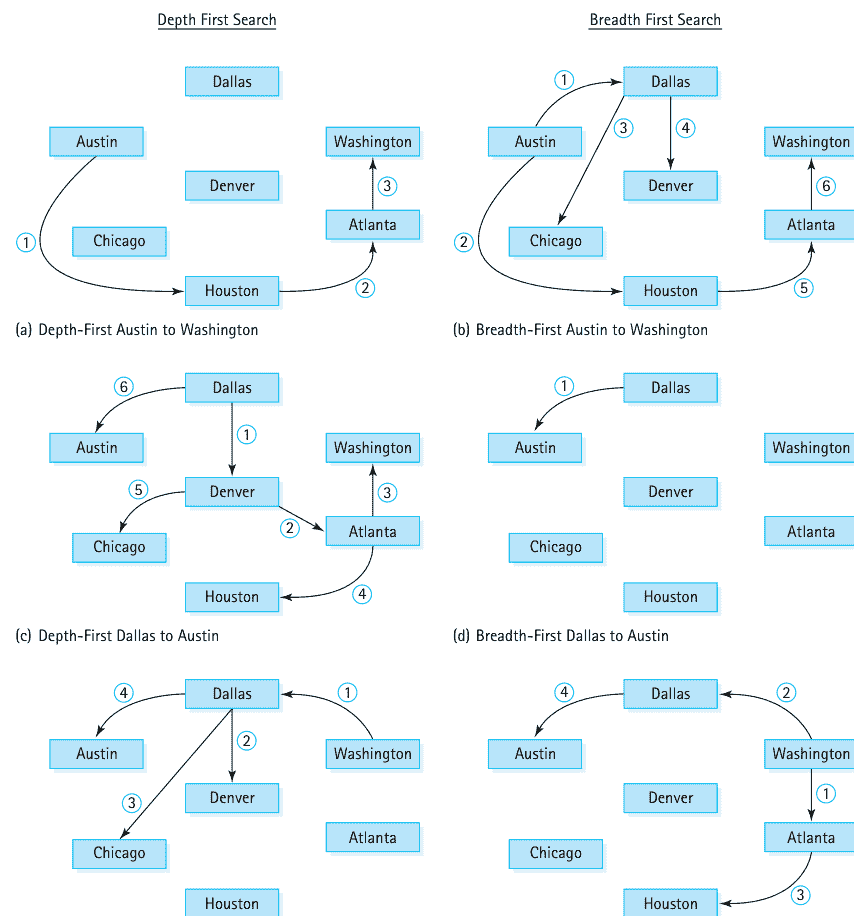 Depth First Search
Breadth First Search
Dallas
1
Austin
Washington
3
Denver
Atlanta
1
Chicago
Houston
2
(a) Depth-First Austin to Washington
1
Dallas
3
4
Austin
Washington
Denver
6
Atlanta
2
Chicago
Houston
5
(b) Breadth-First Austin to Washington
6
Dallas
1
Austin
Washington
5
Denver
3
2
Atlanta
Chicago
Houston
4
(c) Depth-First Dallas to Austin
1
Dallas
Austin
Washington
Denver
Atlanta
Chicago
Houston
(d) Breadth-First Dallas to Austin
4
Dallas
1
2
Austin
Washington
3
Denver
Atlanta
Chicago
Houston
4
Dallas
2
Austin
Washington
Denver
1
Atlanta
Chicago
Houston
3